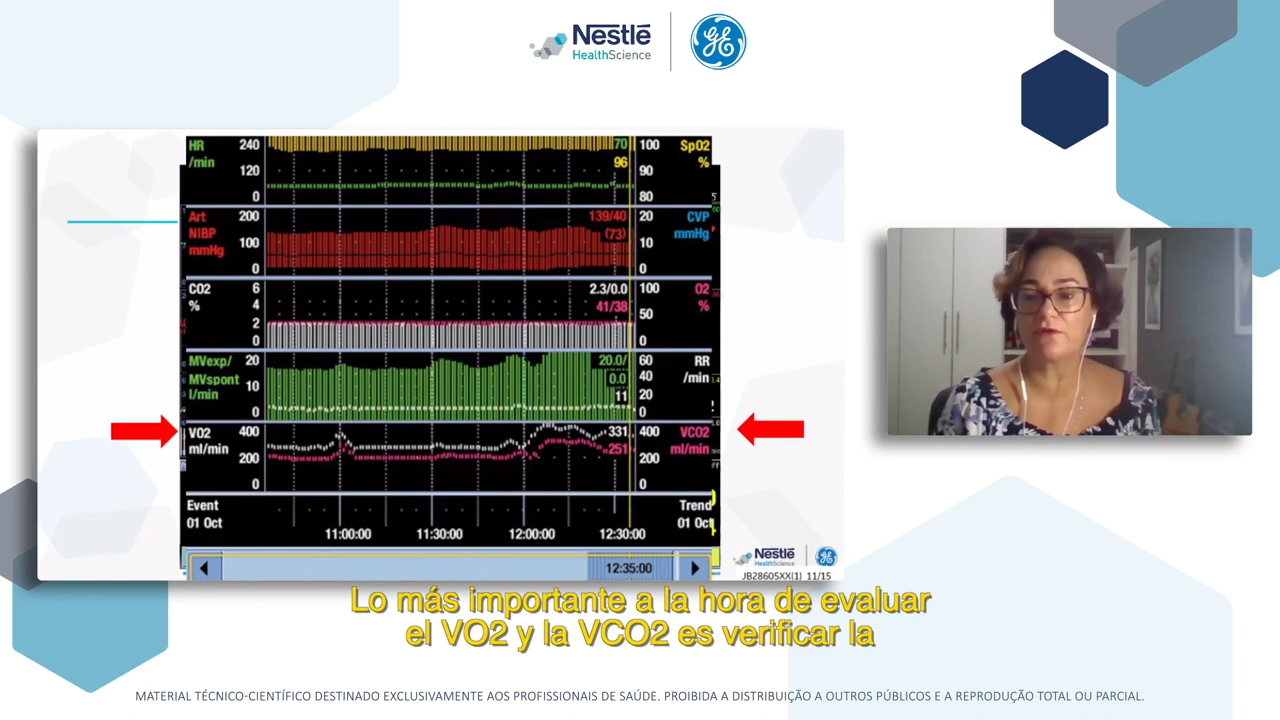 Nestlé
HealthScience
GE
HR 240 70 100 SpO2
/min 96 %
120 90
0 80
Art 200 139/40 20 CVP
NIBP (73) mmHg
mmHg 100 10
0 0
CO2 6 2.3/0.0 100 O2
% 4 41/38 %
50
2
0 0
MVexp/ 20 20.0/ 60 RR
MVspont 0.0 40 /min
l/min 10 11 20
0 0
VO2 400 331 400 VCO2
ml/min 200 251 200 ml/min
0 0
Event Trend
01 Oct 01 Oct
11:00:00 11:30:00 12:00:00 12:30:00
12:35:00
Nestlé
HealthScience
GE
JB28605XX(1) 11/15
Lo más importante a la hora de evaluar
el VO2 y la VCO2 es verificar la
MATERIAL TÉCNICO-CIENTÍFICO DESTINADO EXCLUSIVAMENTE AOS PROFISSIONAIS DE SAÚDE. PROIBIDA A DISTRIBUIÇÃO A OUTROS PÚBLICOS E A REPRODUÇÃO TOTAL OU PARCIAL.